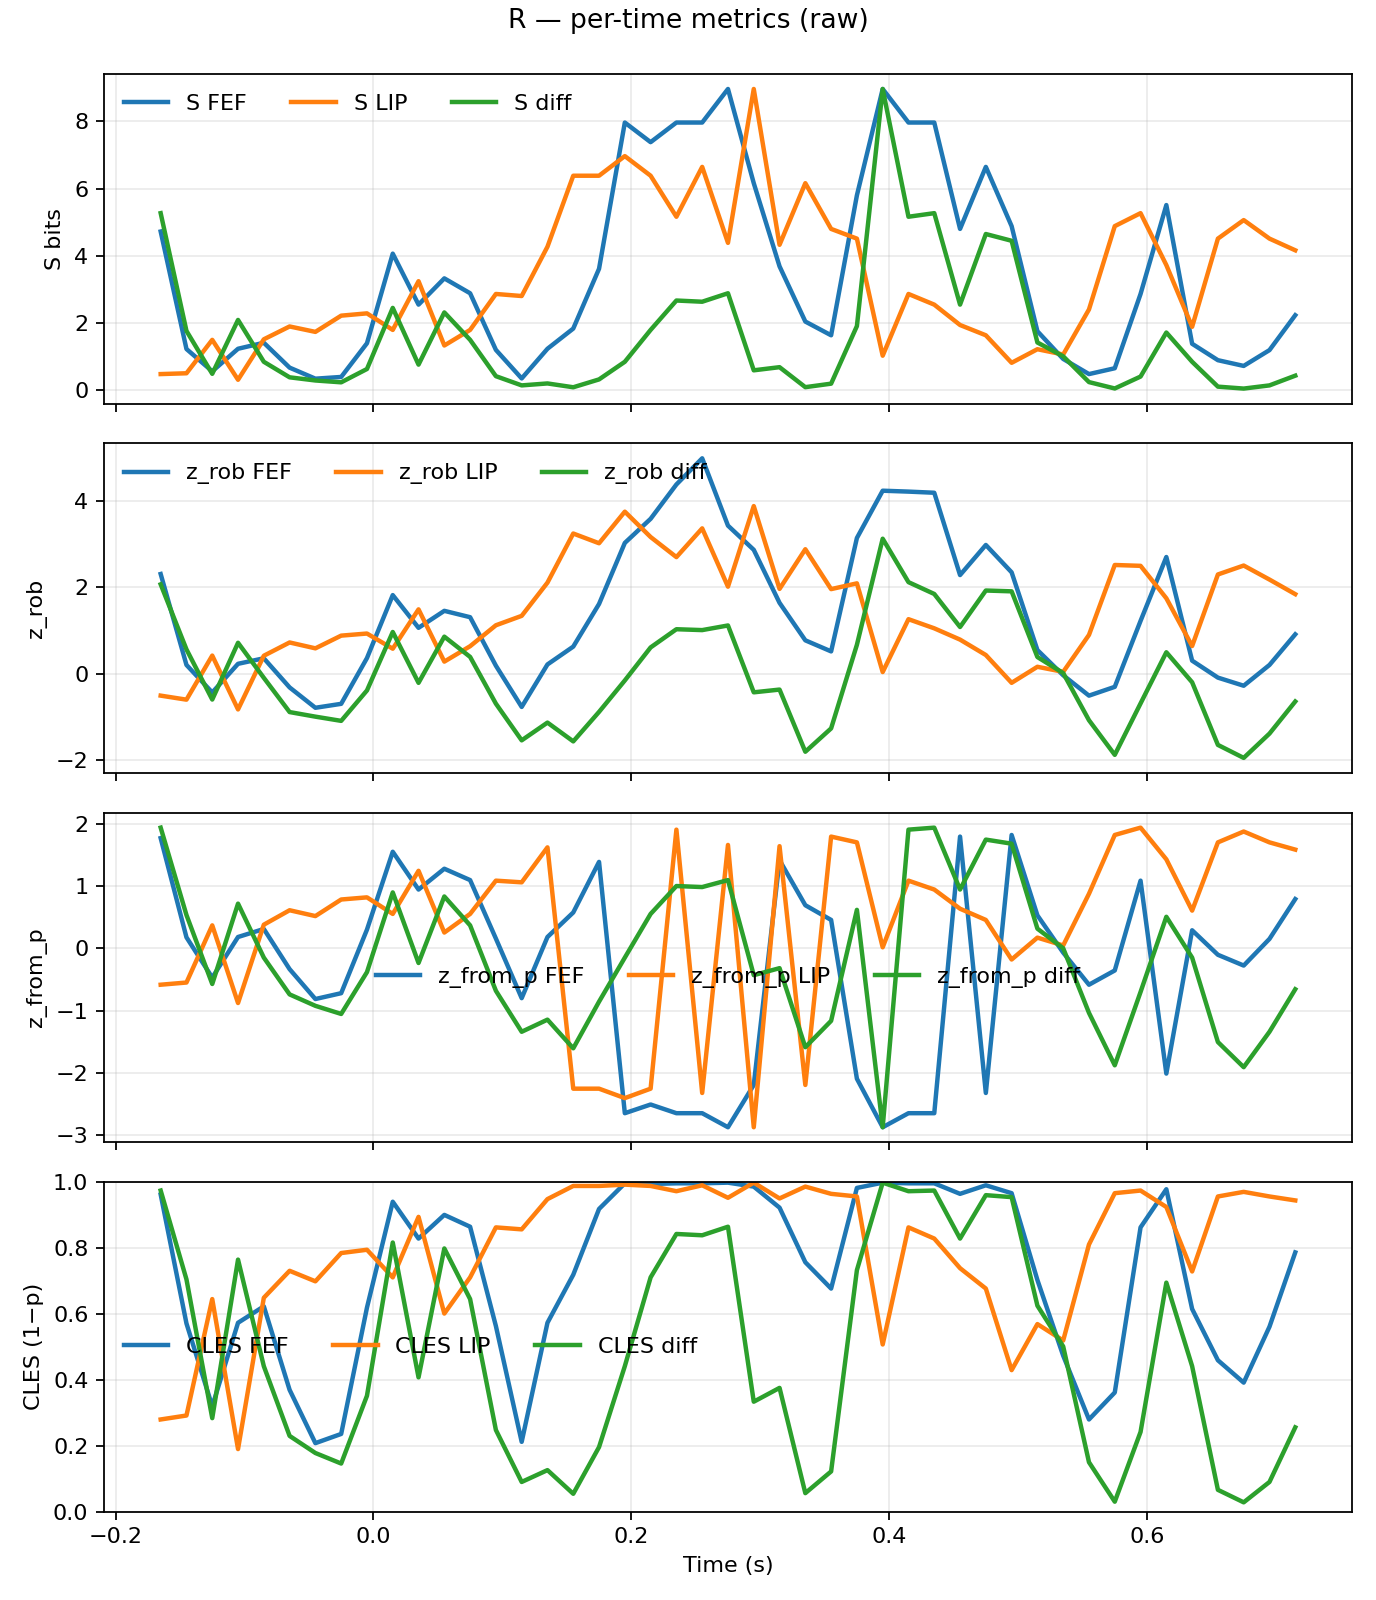 R — per-time metrics (raw)
S FEF S LIP S diff
S bits
8
6
4
2
0
z_rob FEF z_rob LIP z_rob diff
z_rob
4
2
0
−2
z_from_p FEF z_from_p LIP z_from_p diff
z_from_p
2
1
0
−1
−2
−3
CLES FEF CLES LIP CLES diff
CLES (1−p)
1.0
0.8
0.6
0.4
0.2
0.0
−0.2 0.0 0.2 0.4 0.6
Time (s)